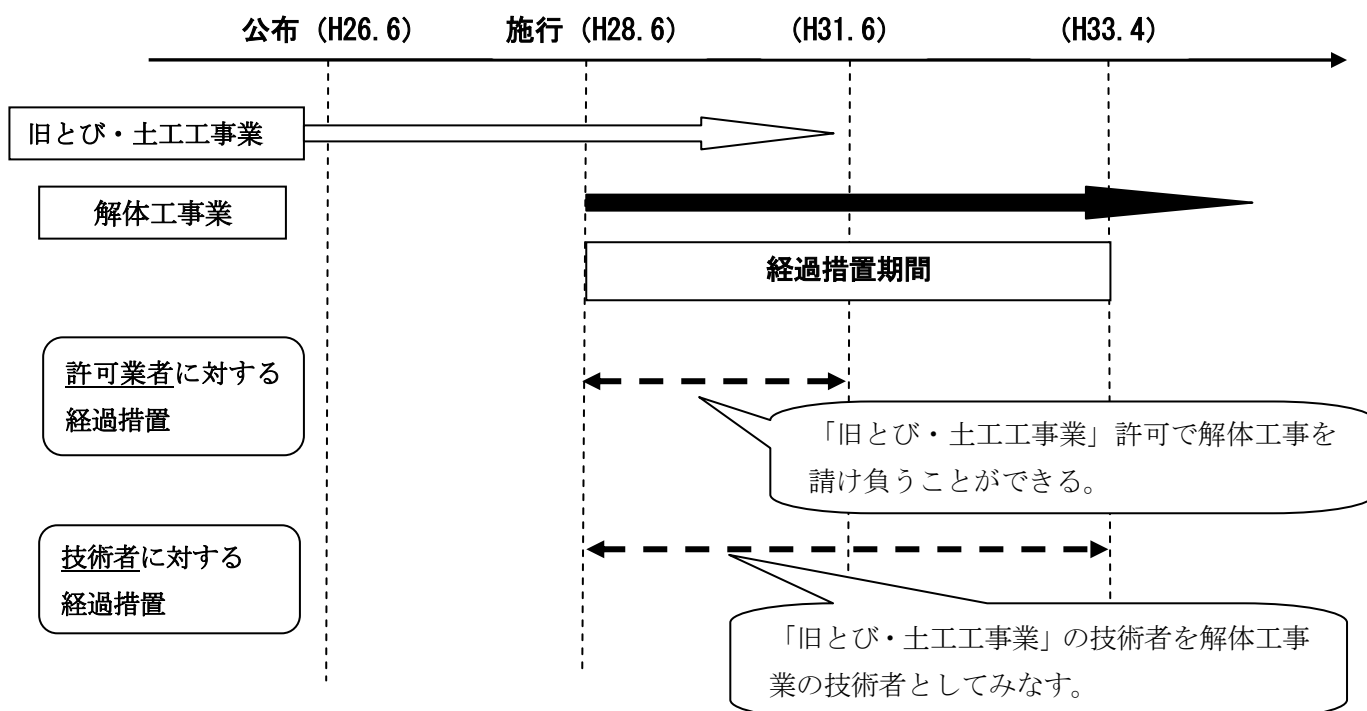 公布（H26.6）
施行（H28.6）
（H31.6）
（H33.4）
旧とび・土工工事業
解体工事業
経過措置期間
許可業者に対する
経過措置
「旧とび・土工工事業」許可で解体工事を
請け負うことができる。
技術者に対する
経過措置
「旧とび・土工工事業」の技術者を解体工事
業の技術者としてみなす。